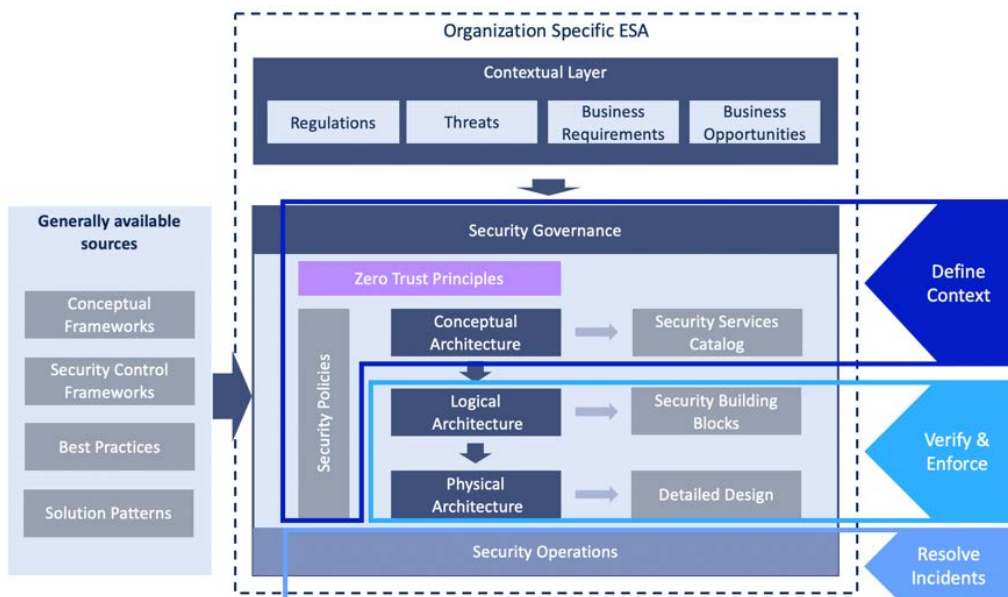 Organization Specific ESA
Contextual Layer
Regulations
Threats
Business
Requirements
Business
Opportunities
Generally available
sources
Conceptual
Frameworks
Security Control
Frameworks
Best Practices
Solution Patterns
Security Governance
Zero Trust Principles
Security Policies
Conceptual
Architecture
Security Services
Catalog
Logical
Architecture
Security Building
Blocks
Physical
Architecture
Detailed Design
Security Operations
Define
Context
Verify &
Enforce
Resolve
Incidents